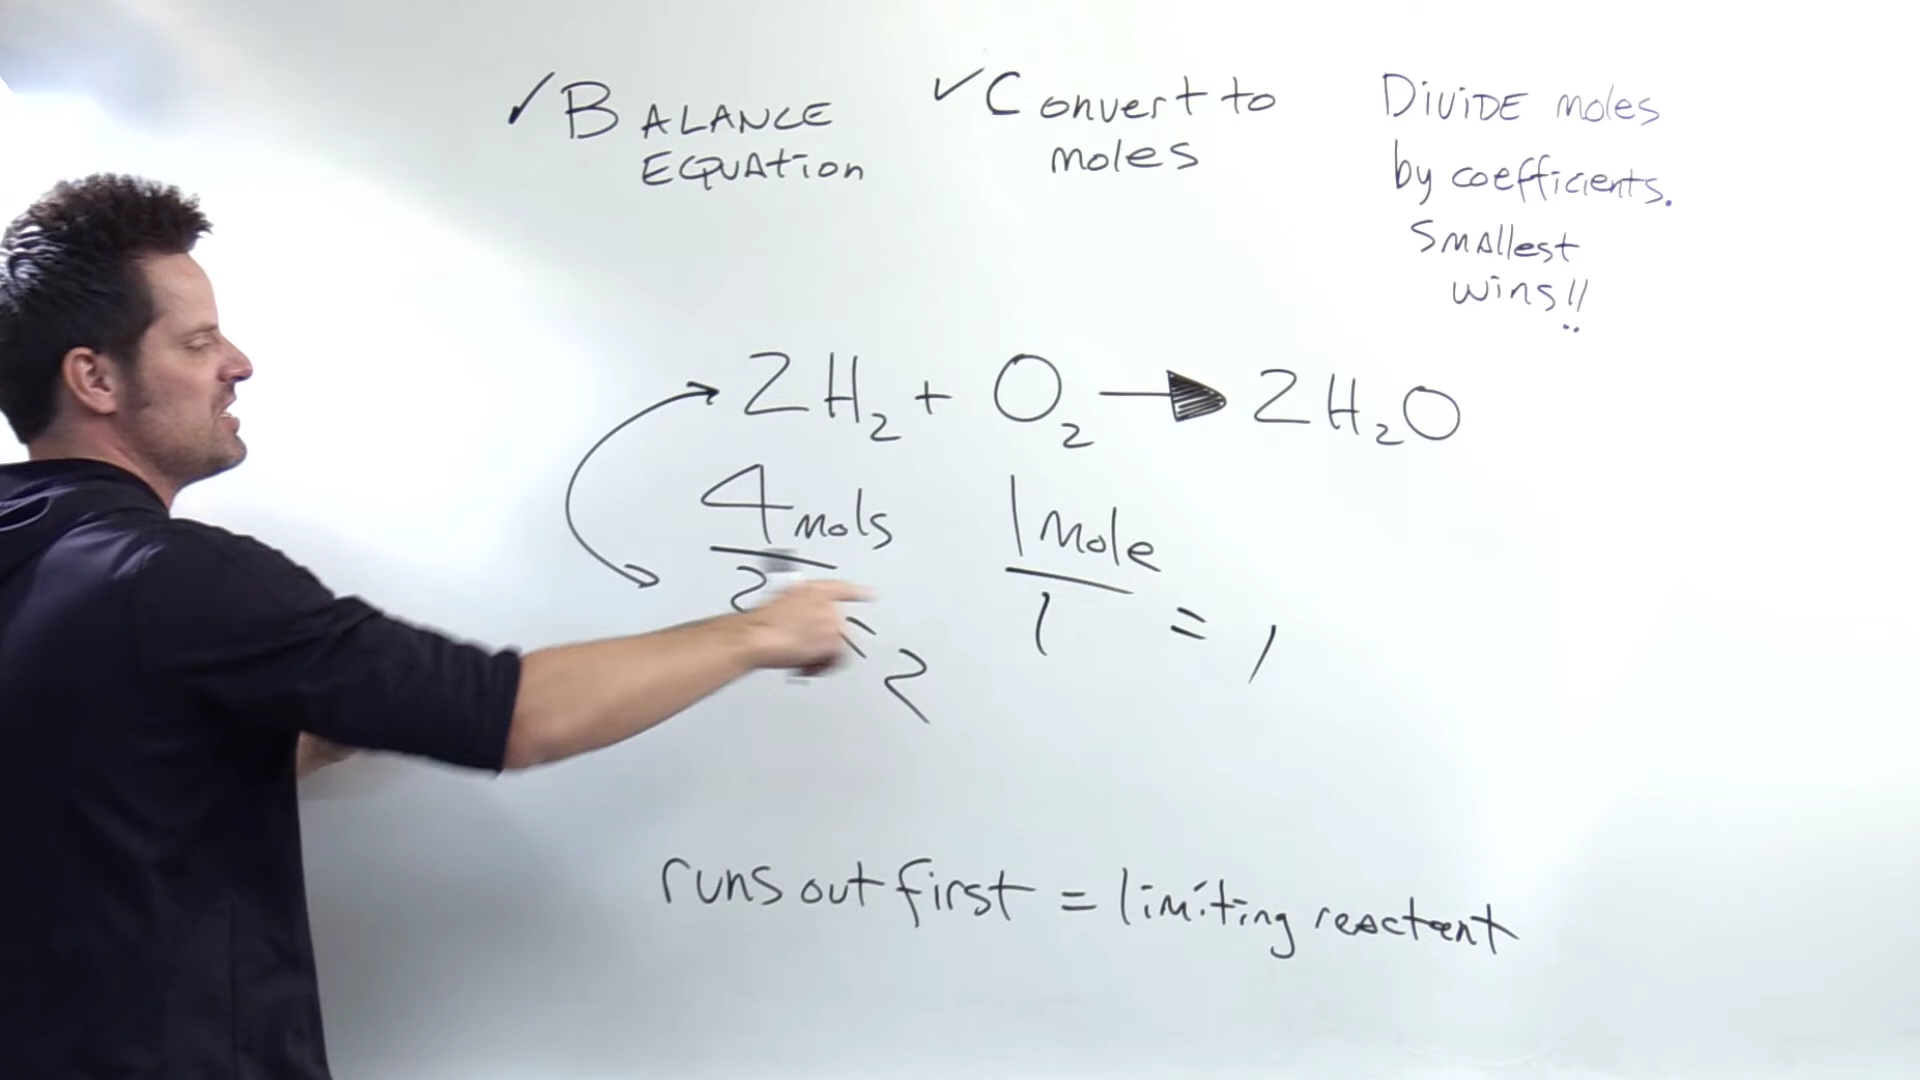 ✓ BALANCE
EQUATion
✓ Convert to
moles
DiViDE moles
by coefficients.
SMAllest
wins!!
2H₂ + O₂ → 2H₂O
4 mols
2
= 2
1 Mole
1
= 1
runs out first = limiting reactant